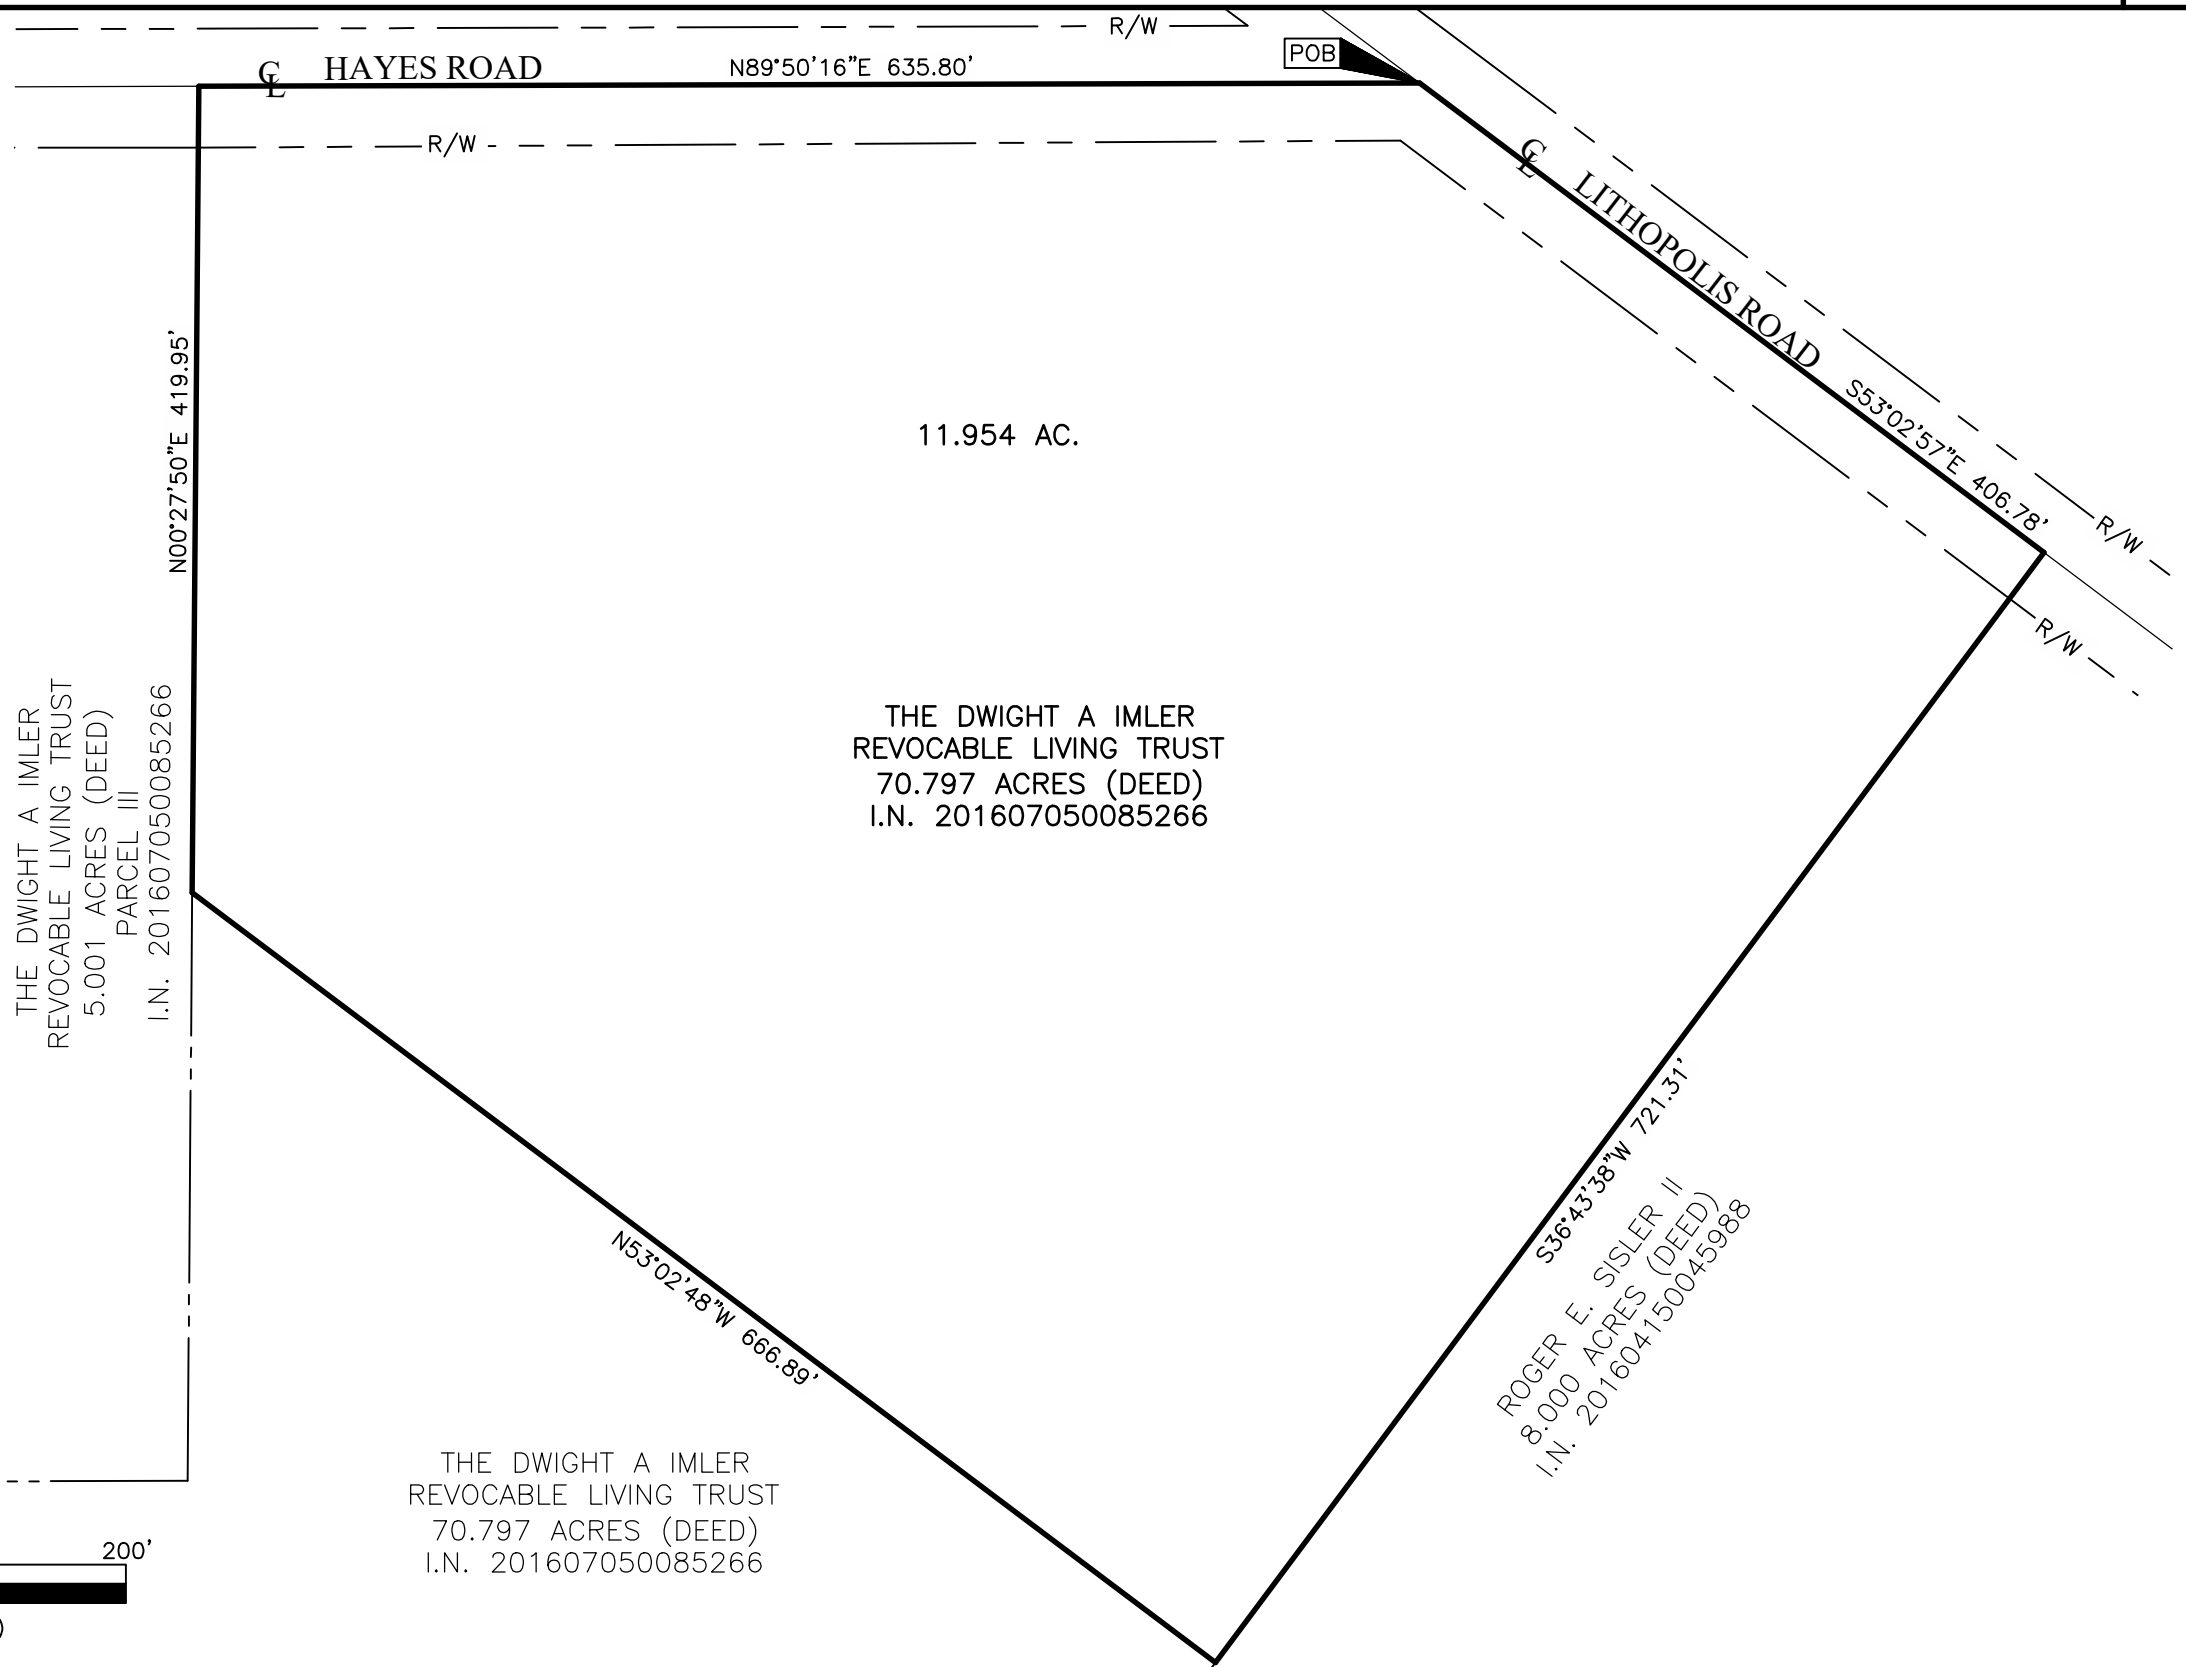 R/W
℄ HAYES ROAD
N89°50'16"E 635.80'
POB
R/W
℄ LITHOPOLIS ROAD
S53°02'57"E 406.78'
R/W
R/W
N00°27'50"E 419.95'
11.954 AC.
THE DWIGHT A IMLER
REVOCABLE LIVING TRUST
5.001 ACRES (DEED)
PARCEL III
I.N. 201607050085266
THE DWIGHT A IMLER
REVOCABLE LIVING TRUST
70.797 ACRES (DEED)
I.N. 201607050085266
S36°43'38"W 721.31'
ROGER E. SISLER II
8.000 ACRES (DEED)
I.N. 201604150045988
N53°02'48"W 666.89'
THE DWIGHT A IMLER
REVOCABLE LIVING TRUST
70.797 ACRES (DEED)
I.N. 201607050085266
200'
)